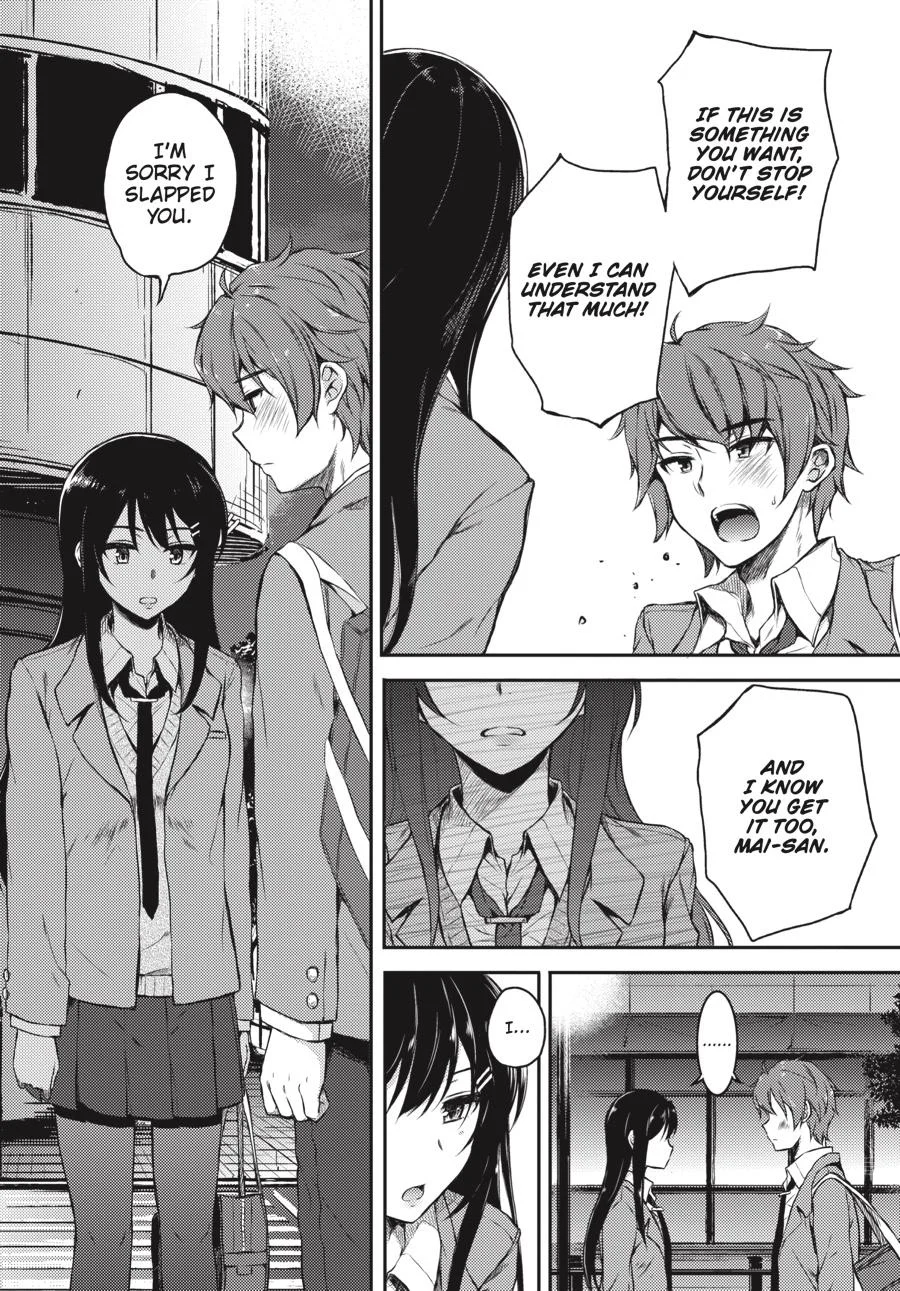 IF THIS IS
SOMETHING
YOU WANT,
DON'T STOP
YOURSELF!
EVEN I CAN
UNDERSTAND
THAT MUCH!
AND
I KNOW
YOU GET
IT TOO,
MAI-SAN.
......
I...
I'M
SORRY I
SLAPPED
YOU.